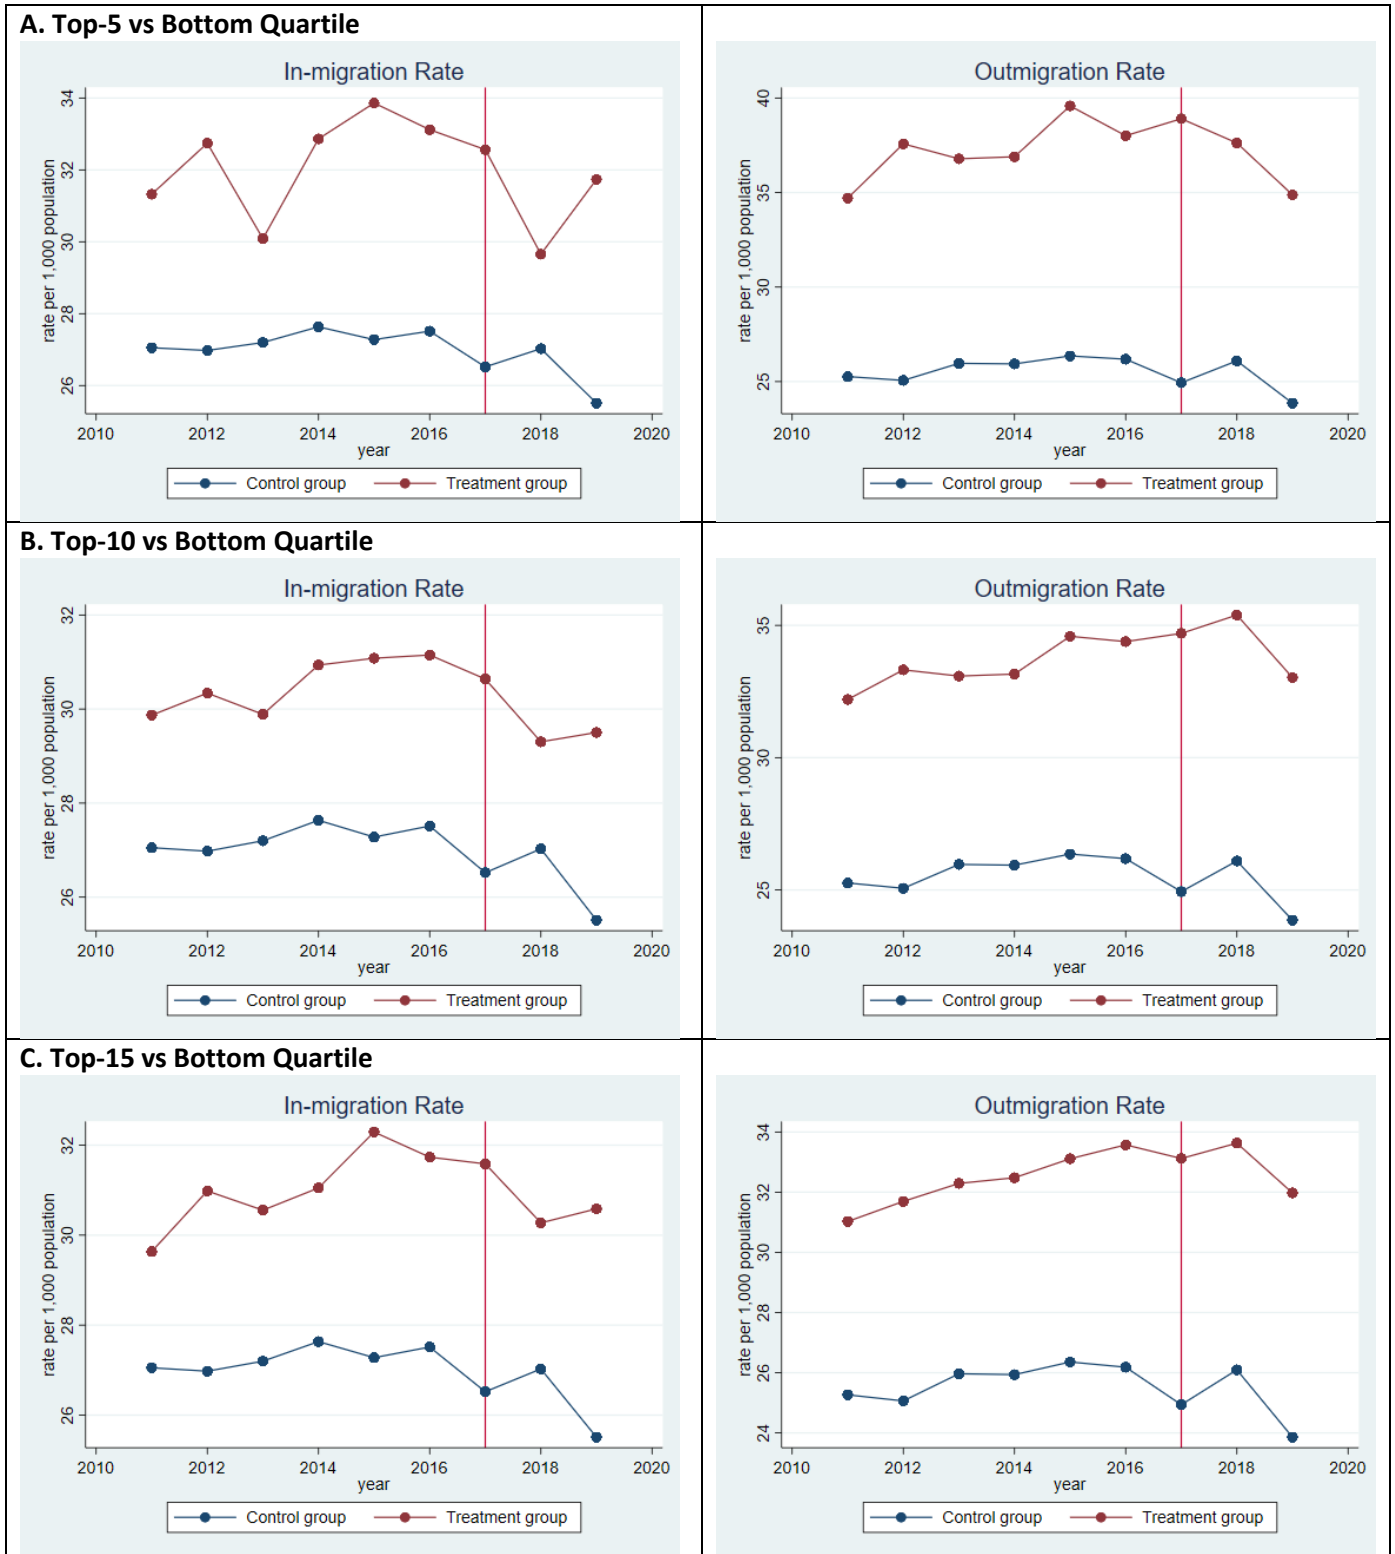 A. Top-5 vs Bottom Quartile
In-migration Rate
rate per 1,000 population
34
32
30
28
26
2010 2012 2014 2016 2018 2020
year
Control group Treatment group
Outmigration Rate
rate per 1,000 population
40
35
30
25
2010 2012 2014 2016 2018 2020
year
Control group Treatment group
B. Top-10 vs Bottom Quartile
In-migration Rate
rate per 1,000 population
32
30
28
26
2010 2012 2014 2016 2018 2020
year
Control group Treatment group
Outmigration Rate
rate per 1,000 population
35
30
25
2010 2012 2014 2016 2018 2020
year
Control group Treatment group
C. Top-15 vs Bottom Quartile
In-migration Rate
rate per 1,000 population
32
30
28
26
2010 2012 2014 2016 2018 2020
year
Control group Treatment group
Outmigration Rate
rate per 1,000 population
34
32
30
28
26
24
2010 2012 2014 2016 2018 2020
year
Control group Treatment group